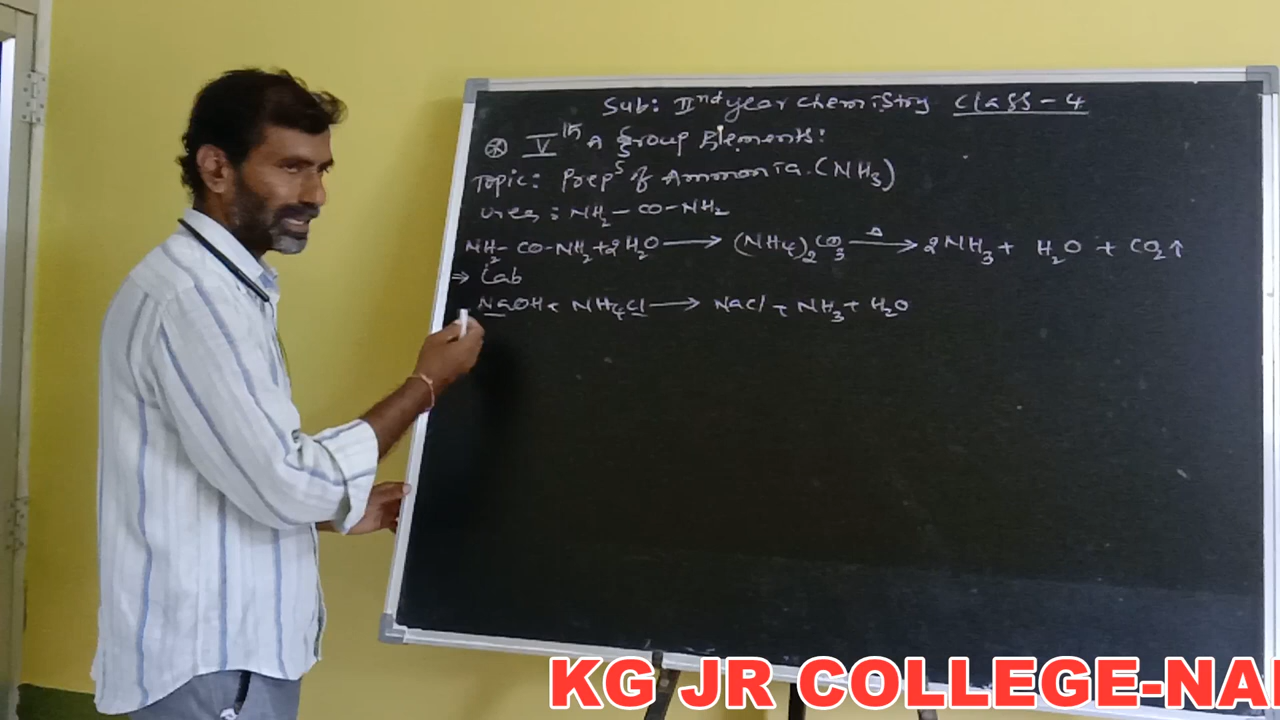 Sub: IInd year chemistry class-4
V th A Group Elements:
Topic: Preps of Ammonia. (NH3)
Urea: NH2-CO-NH2
NH2-CO-NH2+2H2O → (NH4)2CO3 Δ→ 2NH3+ H2O + CO2↑
⇒ Lab
NaOH+ NH4Cl → NaCl + NH3+ H2O
KG JR COLLEGE-NA